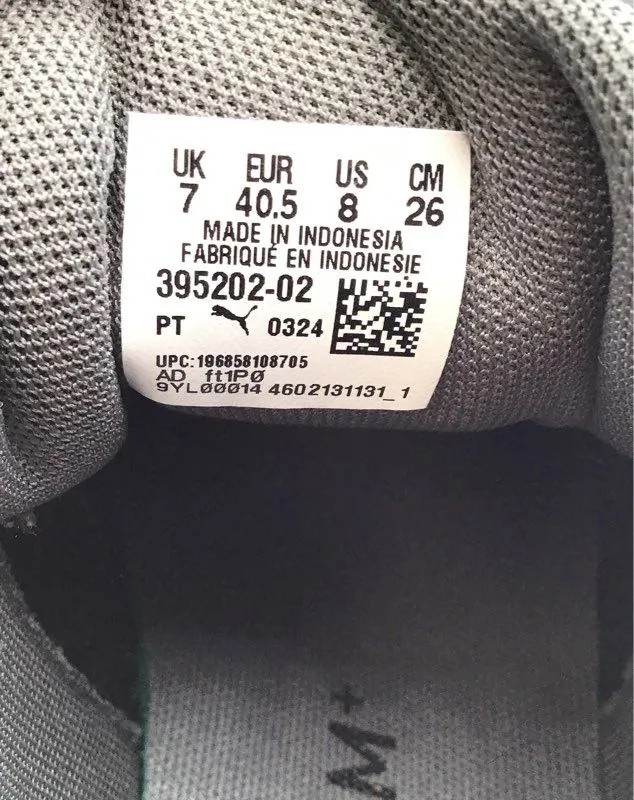 UK EUR US CM
7 40.5 8 26
MADE IN INDONESIA
FABRIQUÉ EN INDONESIE
395202-02
PT 0324
UPC:196858108705
AD ft1PØ
9YLØØ14 4602131131_1
M+